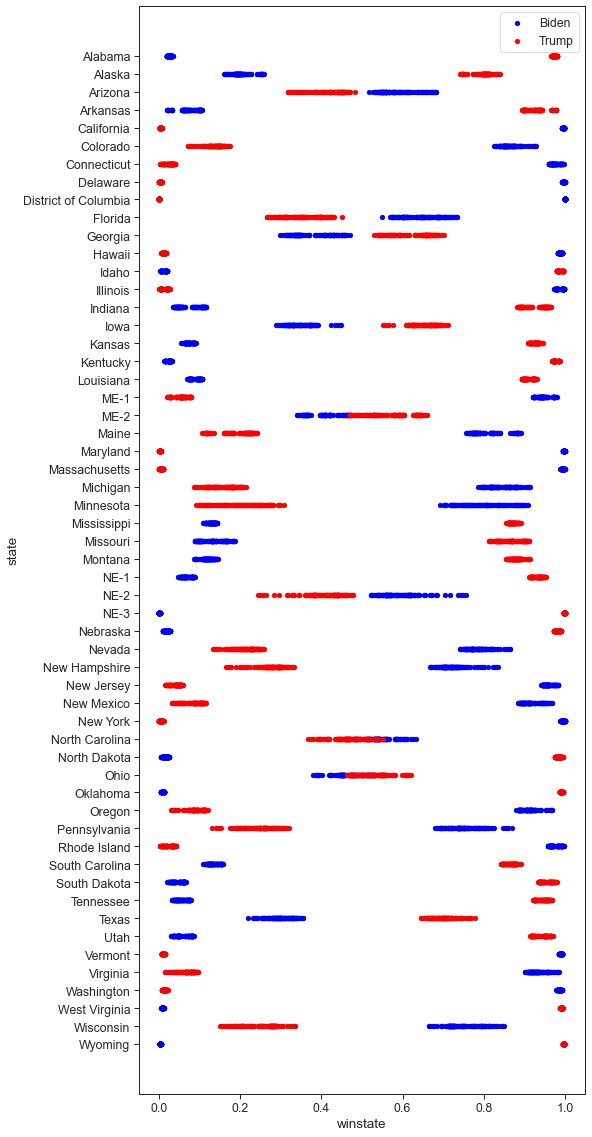 Biden
Trump
Alabama
Alaska
Arizona
Arkansas
California
Colorado
Connecticut
Delaware
District of Columbia
Florida
Georgia
Hawaii
Idaho
Illinois
Indiana
Iowa
Kansas
Kentucky
Louisiana
ME-1
ME-2
Maine
Maryland
Massachusetts
Michigan
Minnesota
Mississippi
Missouri
Montana
NE-1
NE-2
NE-3
Nebraska
Nevada
New Hampshire
New Jersey
New Mexico
New York
North Carolina
North Dakota
Ohio
Oklahoma
Oregon
Pennsylvania
Rhode Island
South Carolina
South Dakota
Tennessee
Texas
Utah
Vermont
Virginia
Washington
West Virginia
Wisconsin
Wyoming
state
0.0 0.2 0.4 0.6 0.8 1.0
winstate